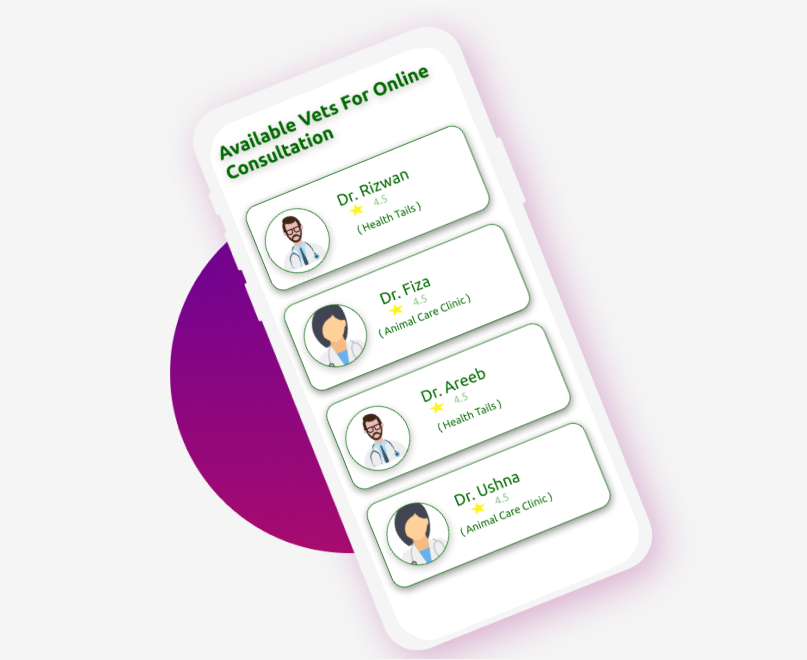 Available Vets For Online
Consultation
Dr. Rizwan
4.5
( Health Tails )
Dr. Fiza
4.5
( Animal Care Clinic )
Dr. Areeb
4.5
( Health Tails )
Dr. Ushna
4.5
( Animal Care Clinic )